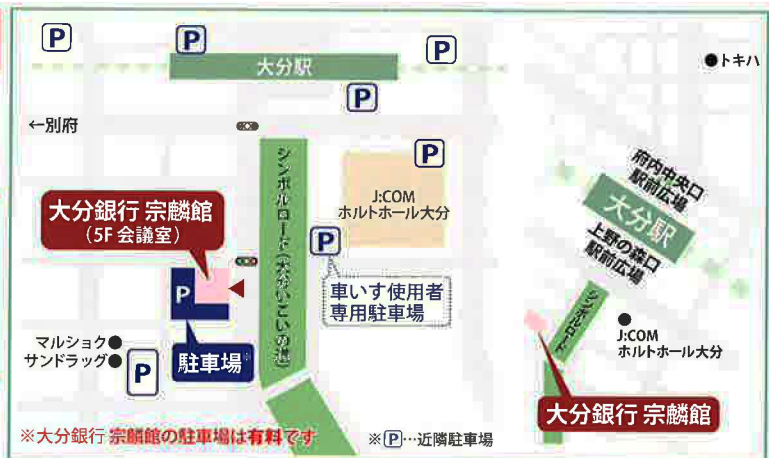 P
P
大分駅
P
P
●トキハ
←別府
シンボルロード(大分いこいの道)
P
J:COM
ホルトホール大分
大分銀行 宗麟館
(5F 会議室)
P
P
車いす使用者
専用駐車場
マルショク●
サンドラッグ●
P
駐車場※
※大分銀行 宗麟館の駐車場は有料です
※P…近隣駐車場
府内中央口
駅前広場
大分駅
上野の森口
駅前広場
シンボルロード
●
J:COM
ホルトホール大分
大分銀行 宗麟館